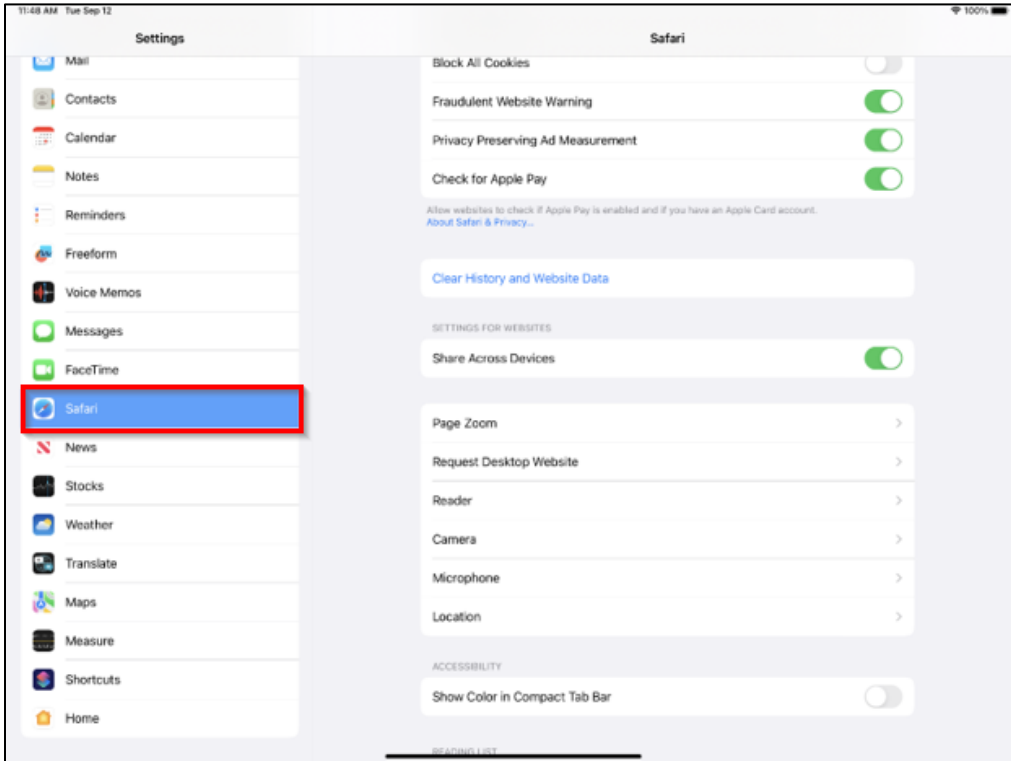 11:48 AM Tue Sep 12
100%
Settings
Safari
Mail
Contacts
Calendar
Notes
Reminders
Freeform
Voice Memos
Messages
FaceTime
Safari
News
Stocks
Weather
Translate
Maps
Measure
Shortcuts
Home
Block All Cookies
Fraudulent Website Warning
Privacy Preserving Ad Measurement
Check for Apple Pay
Allow websites to check if Apple Pay is enabled and if you have an Apple Card account.
About Safari & Privacy...
Clear History and Website Data
SETTINGS FOR WEBSITES
Share Across Devices
Page Zoom
Request Desktop Website
Reader
Camera
Microphone
Location
ACCESSIBILITY
Show Color in Compact Tab Bar
READING LIST